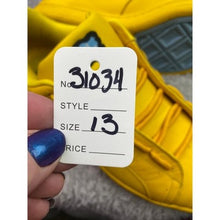 No. 31034
STYLE
SIZE 13
PRICE